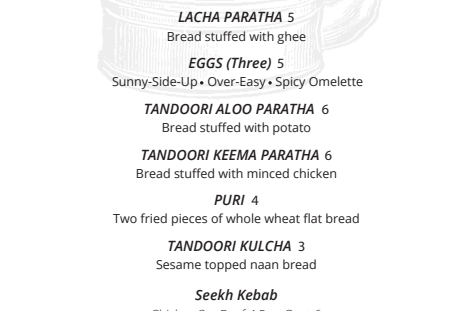 LACHA PARATHA 5
Bread stuffed with ghee
EGGS (Three) 5
Sunny-Side-Up • Over-Easy • Spicy Omelette
TANDOORI ALOO PARATHA 6
Bread stuffed with potato
TANDOORI KEEMA PARATHA 6
Bread stuffed with minced chicken
PURI 4
Two fried pieces of whole wheat flat bread
TANDOORI KULCHA 3
Sesame topped naan bread
Seekh Kebab